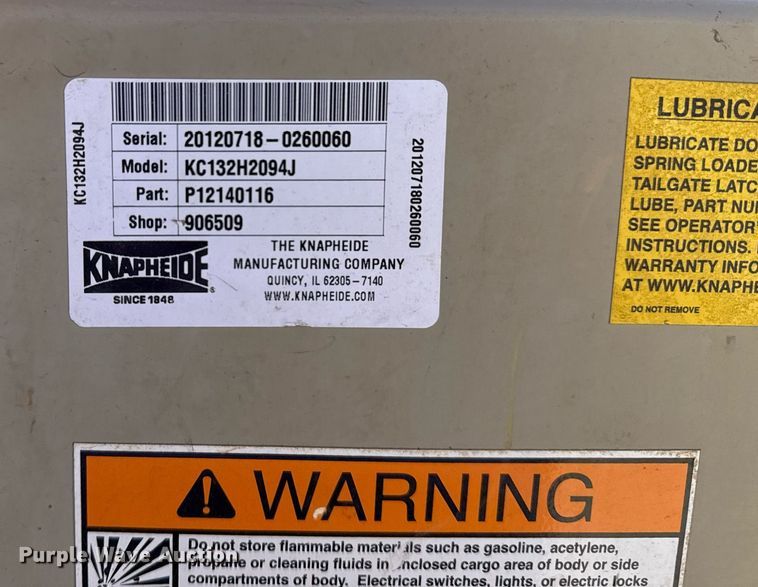 KC132H2094J
Serial: 20120718-0260060
Model: KC132H2094J
Part: P12140116
Shop: 906509
201207180260060
KNAPHEIDE
SINCE 1848
THE KNAPHEIDE
MANUFACTURING COMPANY
QUINCY, IL 62305-7140
WWW.KNAPHEIDE.COM
LUBRICA
LUBRICATE DO
SPRING LOADE
TAILGATE LATC
LUBE, PART NU
SEE OPERATOR'
INSTRUCTIONS.
WARRANTY INFO
AT WWW.KNAPHE
DO NOT REMOVE
WARNING
Do not store flammable materials such as gasoline, acetylene,
propane or cleaning fluids in enclosed cargo area of body or side
compartments of body. Electrical switches, lights, or electric locks
Purple Wave Auction